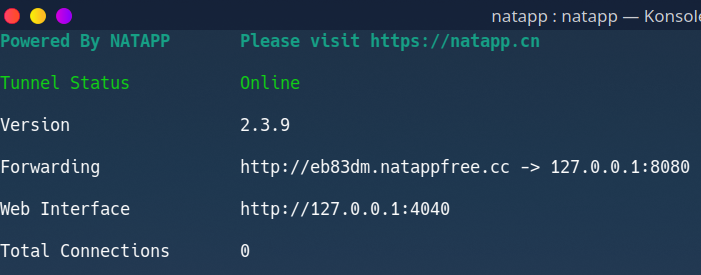 natapp : natapp — Konsole
Powered By NATAPP Please visit https://natapp.cn
Tunnel Status Online
Version 2.3.9
Forwarding http://eb83dm.natappfree.cc -> 127.0.0.1:8080
Web Interface http://127.0.0.1:4040
Total Connections 0